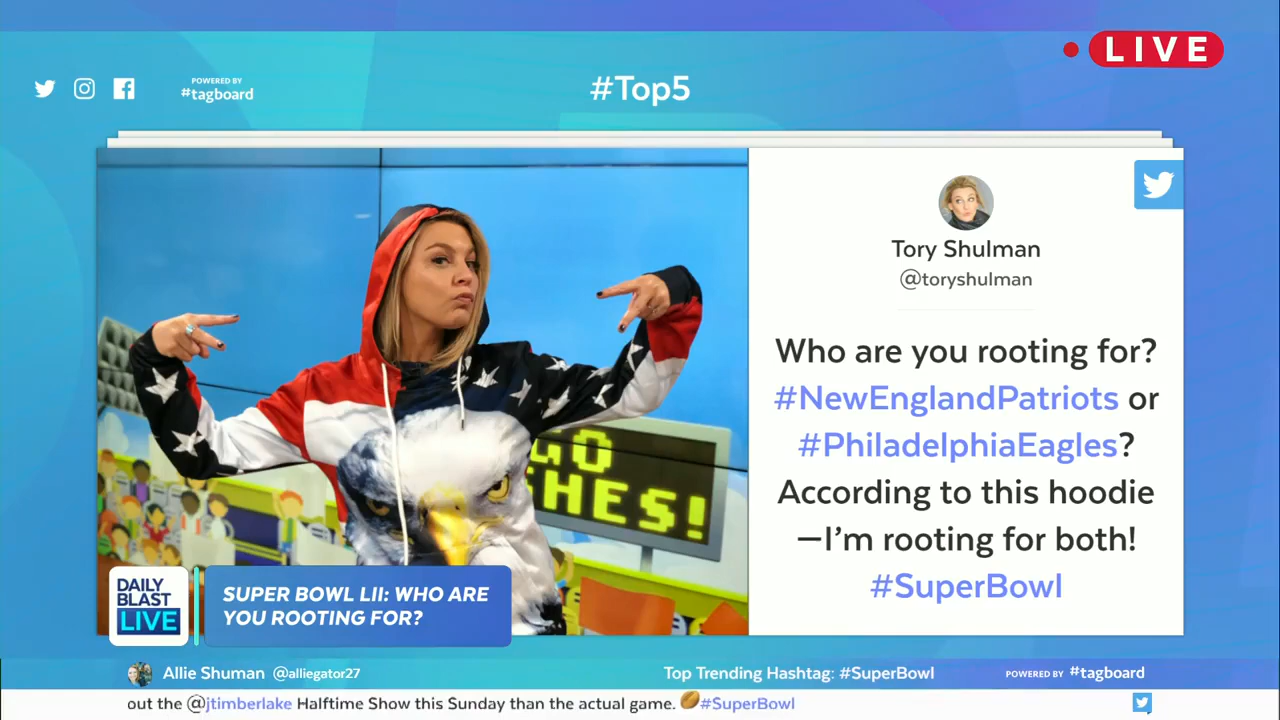 LIVE
POWERED BY
#tagboard
#Top5
Tory Shulman
@toryshulman
Who are you rooting for?
#NewEnglandPatriots or
#PhiladelphiaEagles?
According to this hoodie
—I'm rooting for both!
#SuperBowl
GO
SHES!
DAILY
BLAST
LIVE
SUPER BOWL LII: WHO ARE
YOU ROOTING FOR?
Allie Shuman @alliegator27
Top Trending Hashtag: #SuperBowl
POWERED BY #tagboard
out the @jtimberlake Halftime Show this Sunday than the actual game. 🏈#SuperBowl